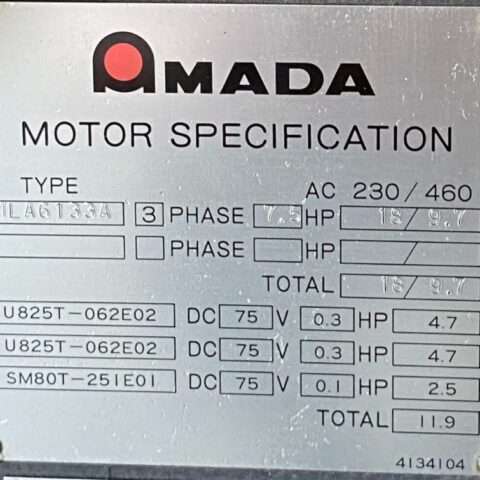 AMADA
MOTOR SPECIFICATION
TYPE AC 230/460
1LA6133A 3 PHASE 7.5 HP 18/9.7
PHASE HP /
TOTAL 18/9.7
U825T-062E02 DC 75 V 0.3 HP 4.7
U825T-062E02 DC 75 V 0.3 HP 4.7
SM80T-251E01 DC 75 V 0.1 HP 2.5
TOTAL 11.9
4134104